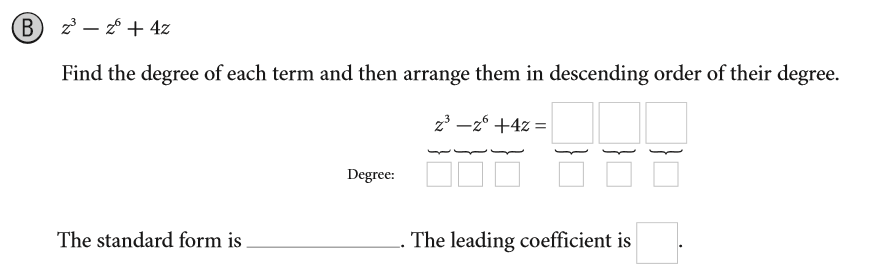 B z³ – z⁶ + 4z
Find the degree of each term and then arrange them in descending order of their degree.
z³ –z⁶ +4z =
Degree:
The standard form is ______________. The leading coefficient is .